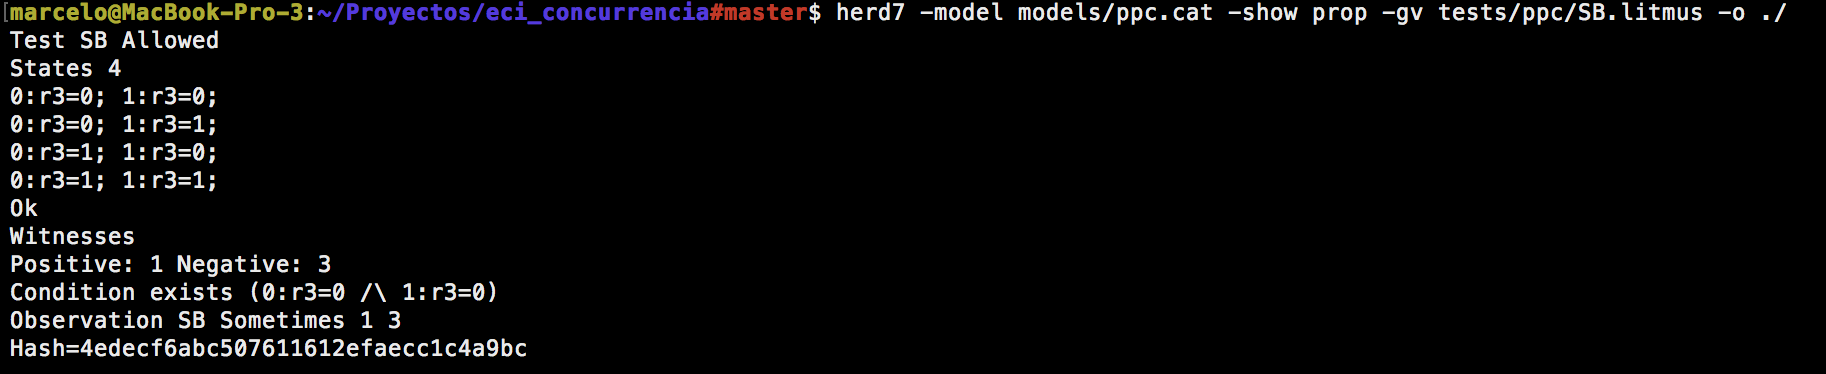 [marcelo@MacBook-Pro-3:~/Proyectos/eci_concurrencia#master$ herd7 -model models/ppc.cat -show prop -gv tests/ppc/SB.litmus -o ./
Test SB Allowed
States 4
0:r3=0; 1:r3=0;
0:r3=0; 1:r3=1;
0:r3=1; 1:r3=0;
0:r3=1; 1:r3=1;
Ok
Witnesses
Positive: 1 Negative: 3
Condition exists (0:r3=0 /\ 1:r3=0)
Observation SB Sometimes 1 3
Hash=4edecf6abc507611612efaecc1c4a9bc